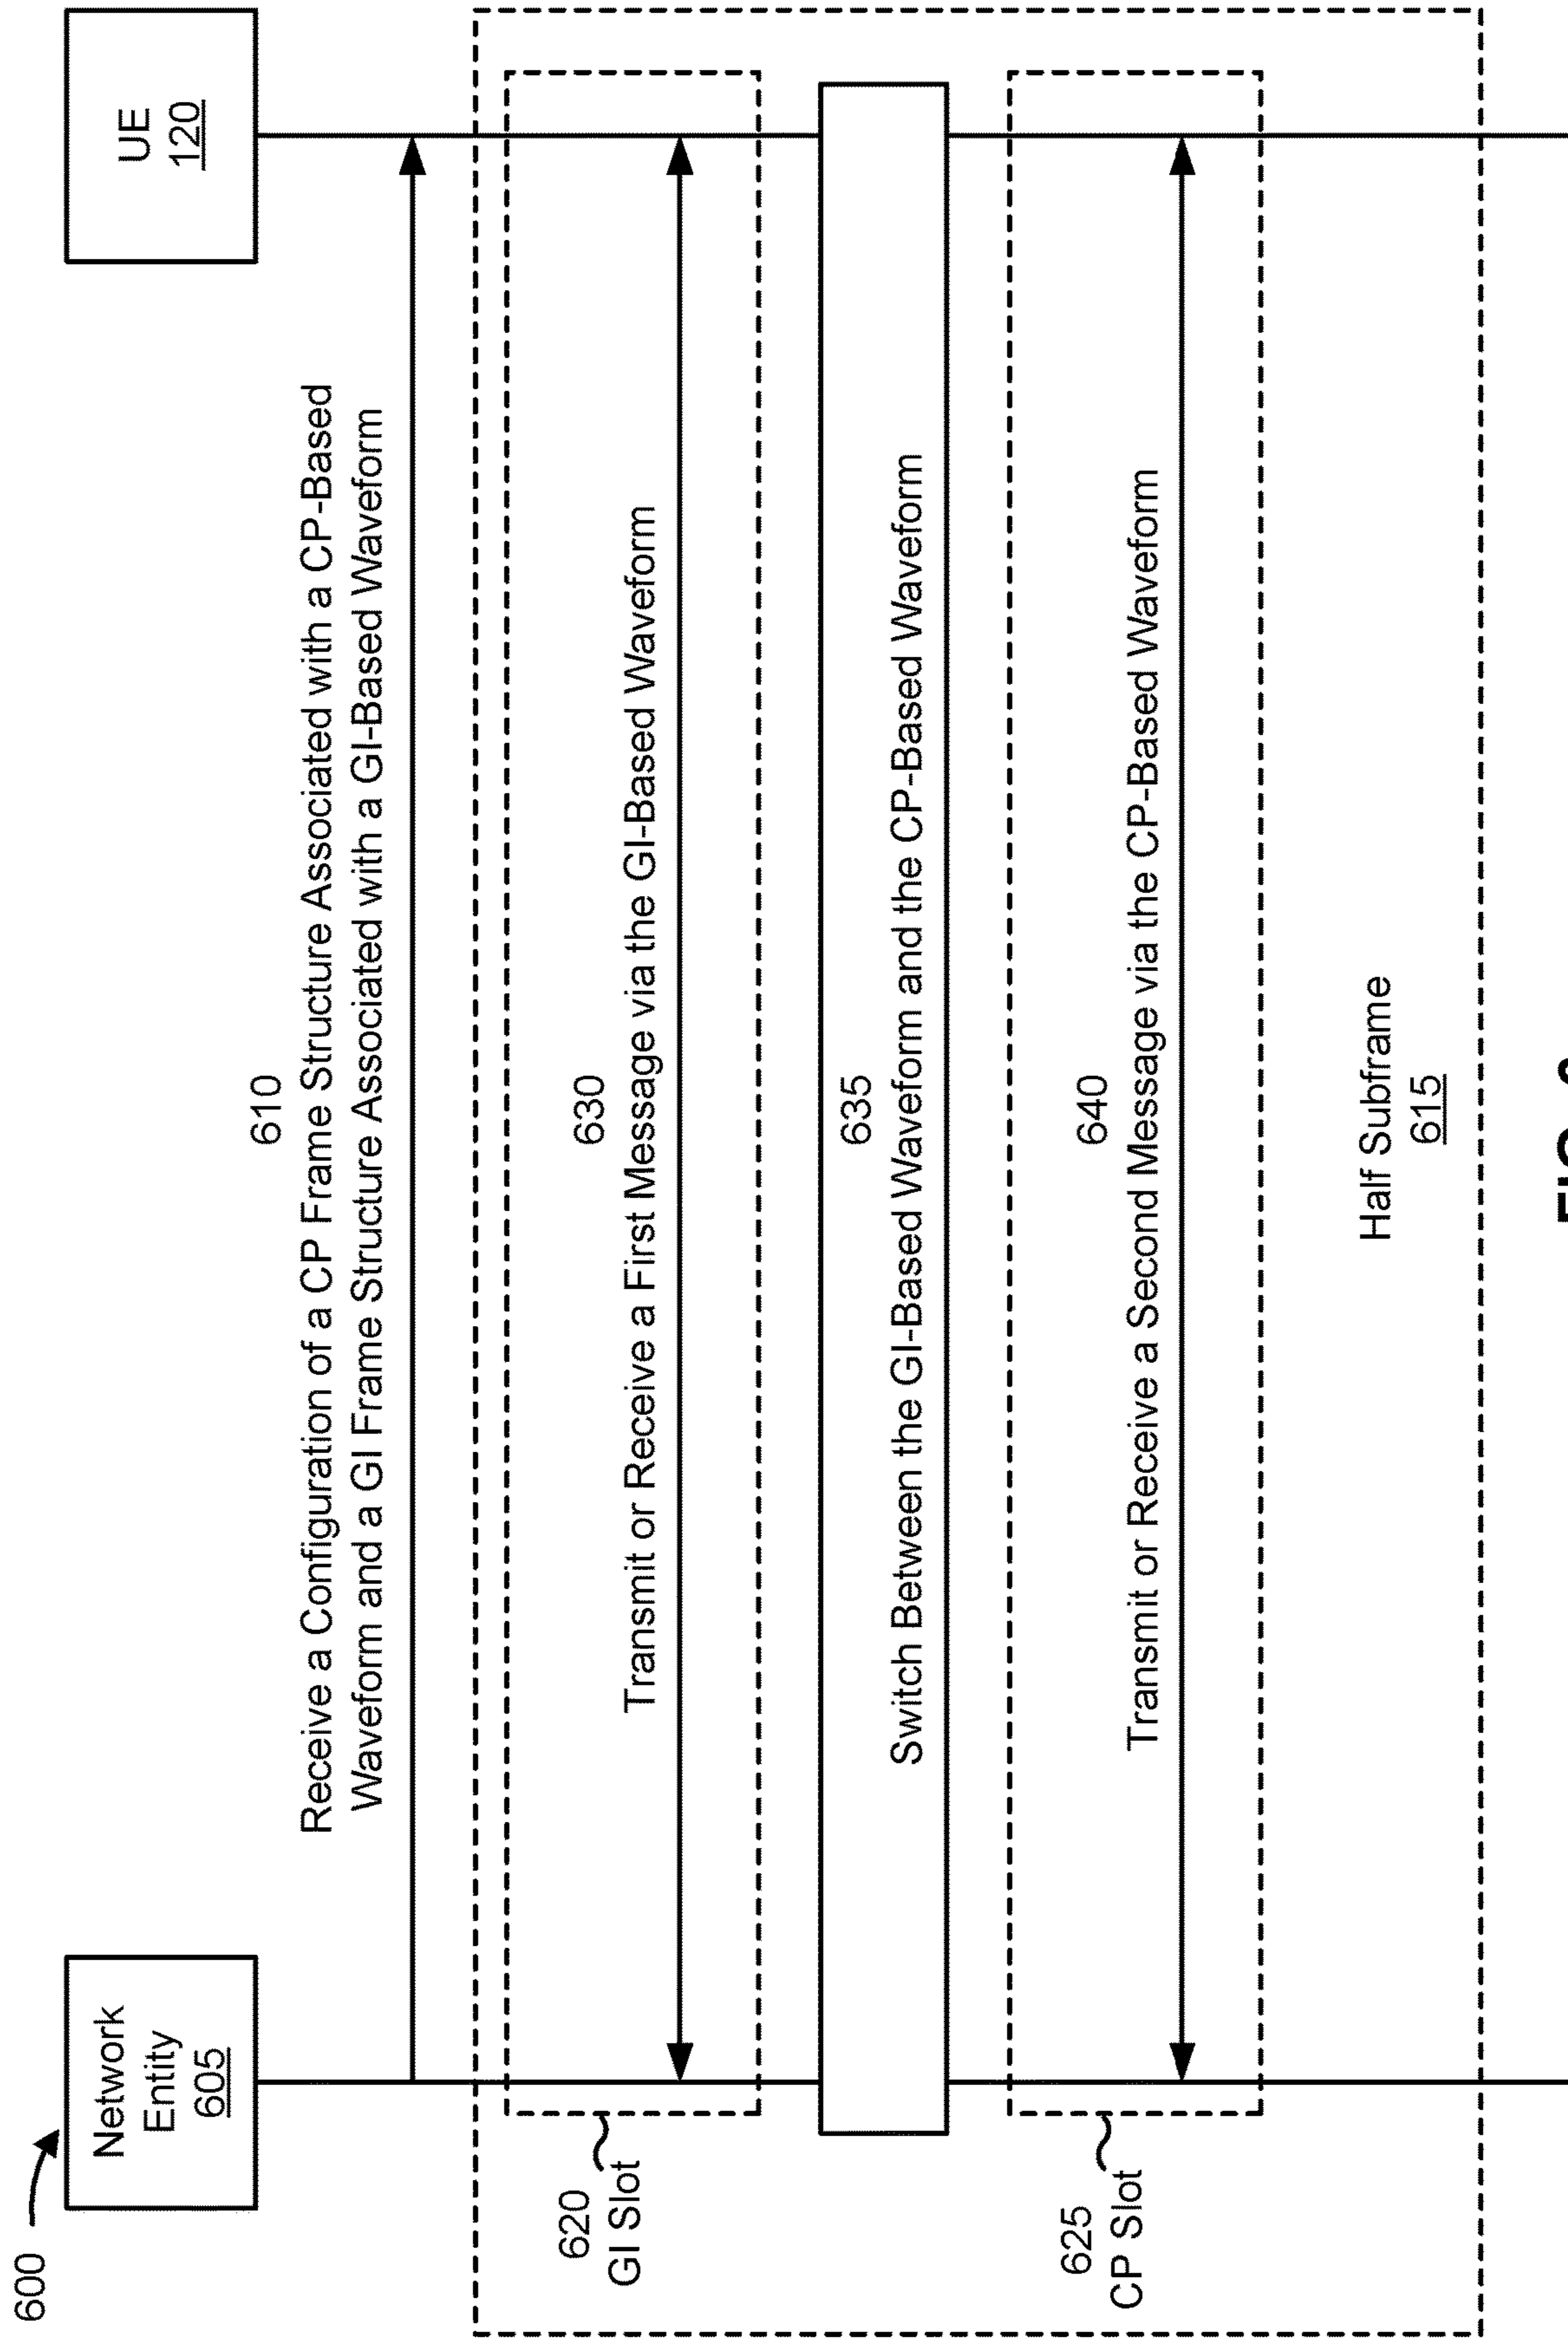 600
Network
Entity
605
UE
120
610
Receive a Configuration of a CP Frame Structure Associated with a CP-Based
Waveform and a GI Frame Structure Associated with a GI-Based Waveform
620
GI Slot
630
Transmit or Receive a First Message via the GI-Based Waveform
635
Switch Between the GI-Based Waveform and the CP-Based Waveform
625
CP Slot
640
Transmit or Receive a Second Message via the CP-Based Waveform
Half Subframe
615